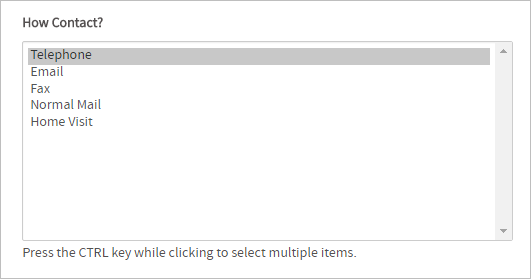 How Contact?
Telephone
Email
Fax
Normal Mail
Home Visit
Press the CTRL key while clicking to select multiple items.